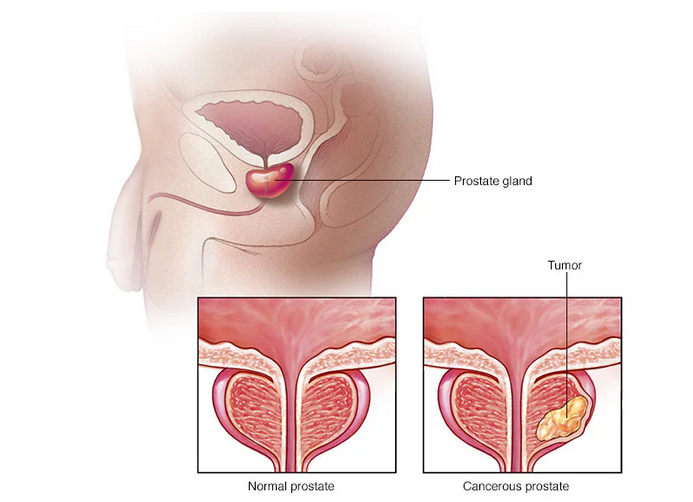 Prostate gland
Tumor
Normal prostate
Cancerous prostate